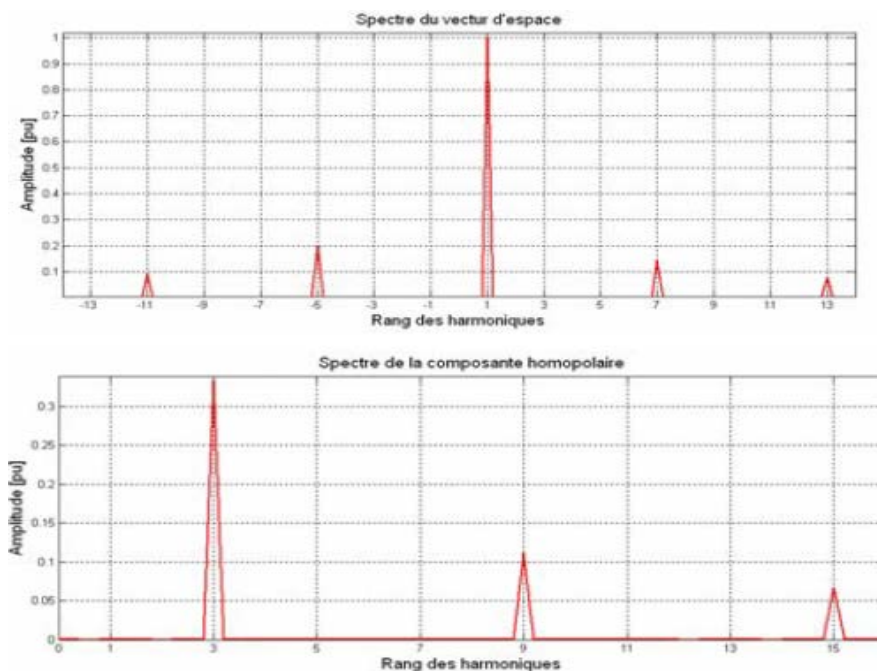 Spectre du vectur d'espace
Amplitude [pu]
1
0.9
0.8
0.7
0.6
0.5
0.4
0.3
0.2
0.1
-13 -11 -9 -7 -5 -3 -1 1 3 5 7 9 11 13
Rang des harmoniques
Spectre de la composante homopolaire
Amplitude [pu]
0.3
0.25
0.2
0.15
0.1
0.05
0
0 1 3 5 7 9 11 13 15
Rang des harmoniques